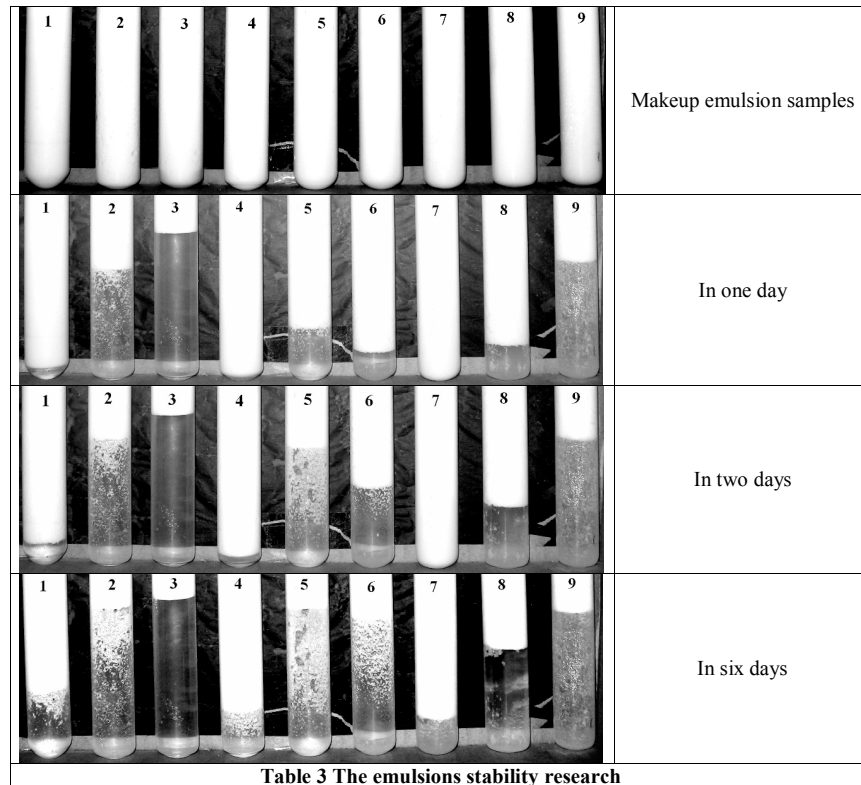 1 2 3 4 5 6 7 8 9
Makeup emulsion samples
1 2 3 4 5 6 7 8 9
In one day
1 2 3 4 5 6 7 8 9
In two days
1 2 3 4 5 6 7 8 9
In six days
Table 3 The emulsions stability research